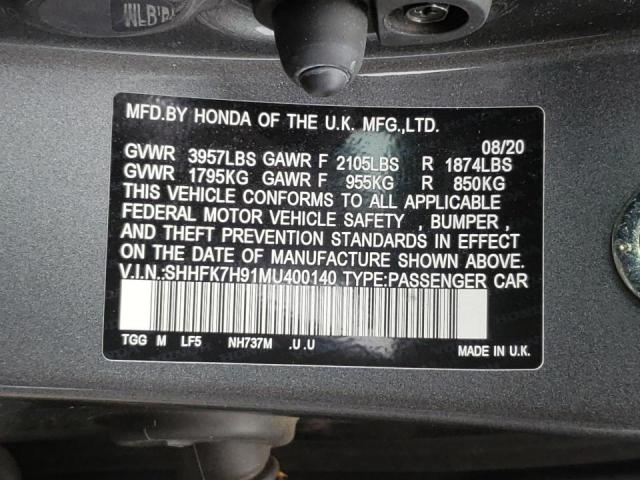 MFD.BY HONDA OF THE U.K. MFG.,LTD.
08/20
GVWR 3957LBS GAWR F 2105LBS R 1874LBS
GVWR 1795KG GAWR F 955KG R 850KG
THIS VEHICLE CONFORMS TO ALL APPLICABLE
FEDERAL MOTOR VEHICLE SAFETY , BUMPER ,
AND THEFT PREVENTION STANDARDS IN EFFECT
ON THE DATE OF MANUFACTURE SHOWN ABOVE.
V.I.N.:SHHFK7H91MU400140 TYPE:PASSENGER CAR
TGG M LF5 NH737M .U .U
MADE IN U.K.